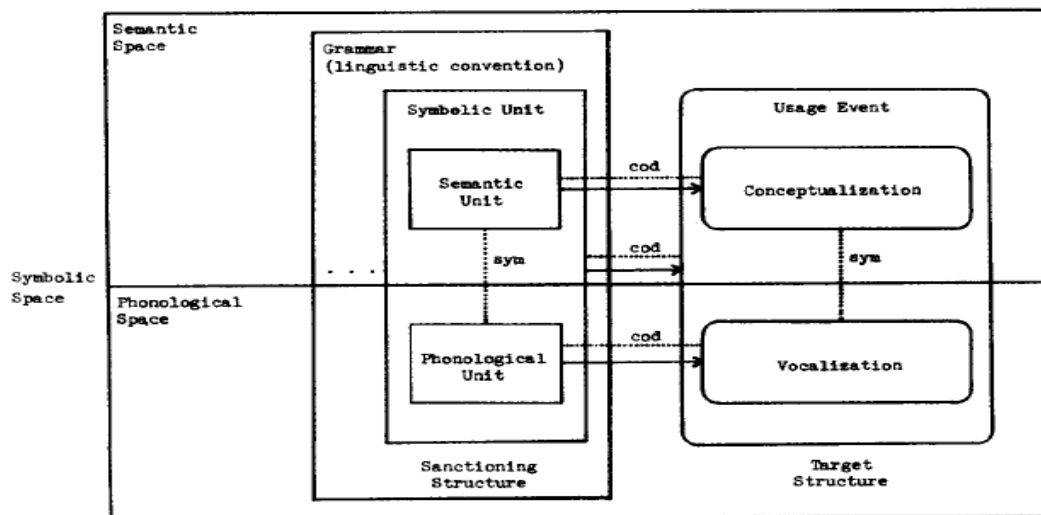 Semantic
Space
Grammar
(linguistic convention)
Symbolic Unit
Usage Event
Semantic
Unit
cod
Conceptualization
sym
cod
sym
. . . .
Symbolic
Space
Phonological
Space
Phonological
Unit
cod
Vocalization
Sanctioning
Structure
Target
Structure